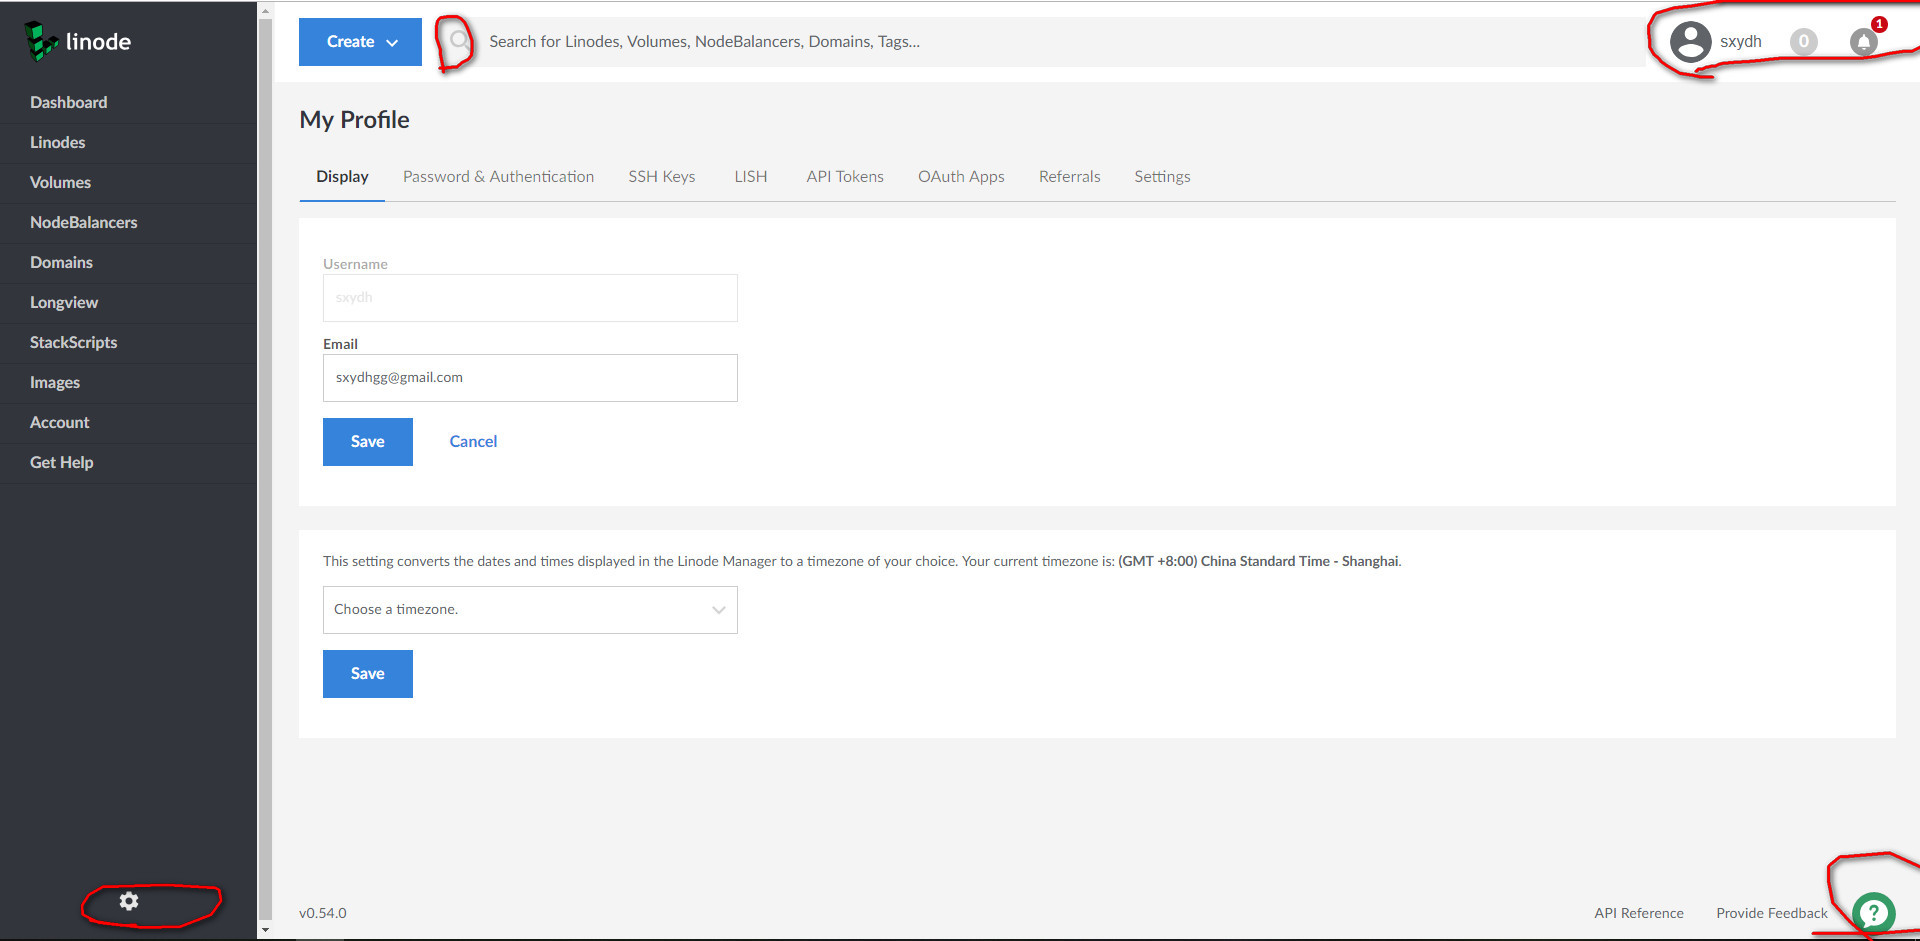 linode
Create
Search for Linodes, Volumes, NodeBalancers, Domains, Tags...
sxydh
0
1
Dashboard
Linodes
Volumes
NodeBalancers
Domains
Longview
StackScripts
Images
Account
Get Help
My Profile
Display Password & Authentication SSH Keys LISH API Tokens OAuth Apps Referrals Settings
Username
sxydh
Email
sxydhgg@gmail.com
Save Cancel
This setting converts the dates and times displayed in the Linode Manager to a timezone of your choice. Your current timezone is: (GMT +8:00) China Standard Time - Shanghai.
Choose a timezone.
Save
v0.54.0
API Reference Provide Feedback
?